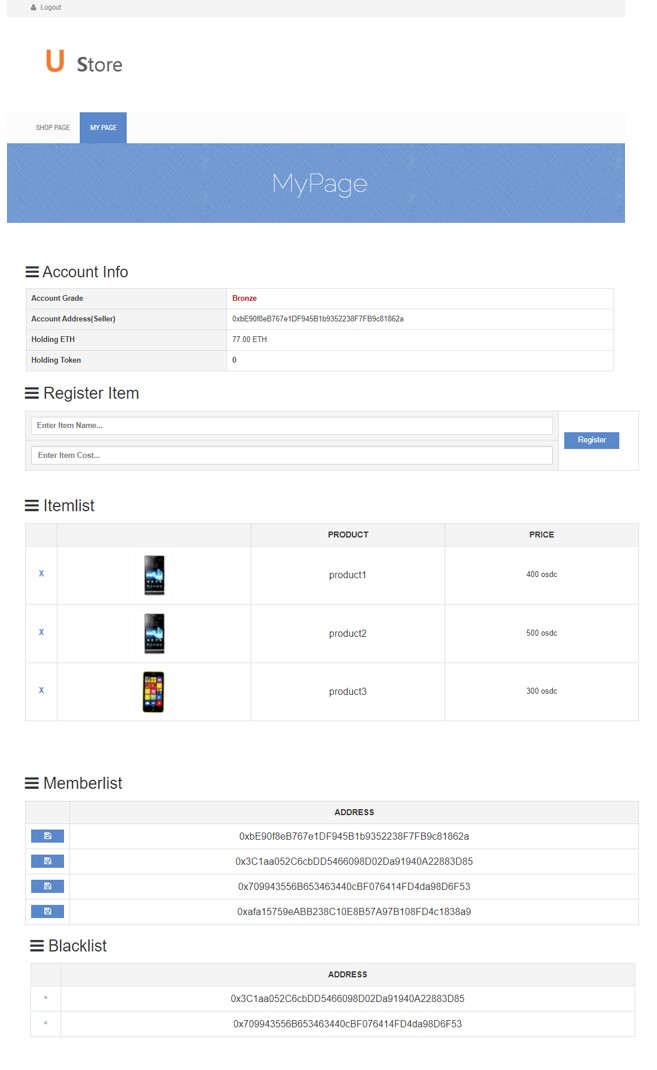 Logout
U Store
SHOP PAGE MY PAGE
MyPage
Account Info
Account Grade Bronze
Account Address(Seller) 0xbE90f8eB767e1DF945B1b9352238F7FB9c81862a
Holding ETH 77.00 ETH
Holding Token 0
Register Item
Enter Item Name...
Register
Enter Item Cost...
Itemlist
PRODUCT PRICE
X product1 400 osdc
X product2 500 osdc
X product3 300 osdc
Memberlist
ADDRESS
0xbE90f8eB767e1DF945B1b9352238F7FB9c81862a
0x3C1aa052C6cbDD5466098D02Da91940A22883D85
0x709943556B653463440cBF076414FD4da98D6F53
0xafa15759eABB238C10E8B57A97B108FD4c1838a9
Blacklist
ADDRESS
× 0x3C1aa052C6cbDD5466098D02Da91940A22883D85
× 0x709943556B653463440cBF076414FD4da98D6F53